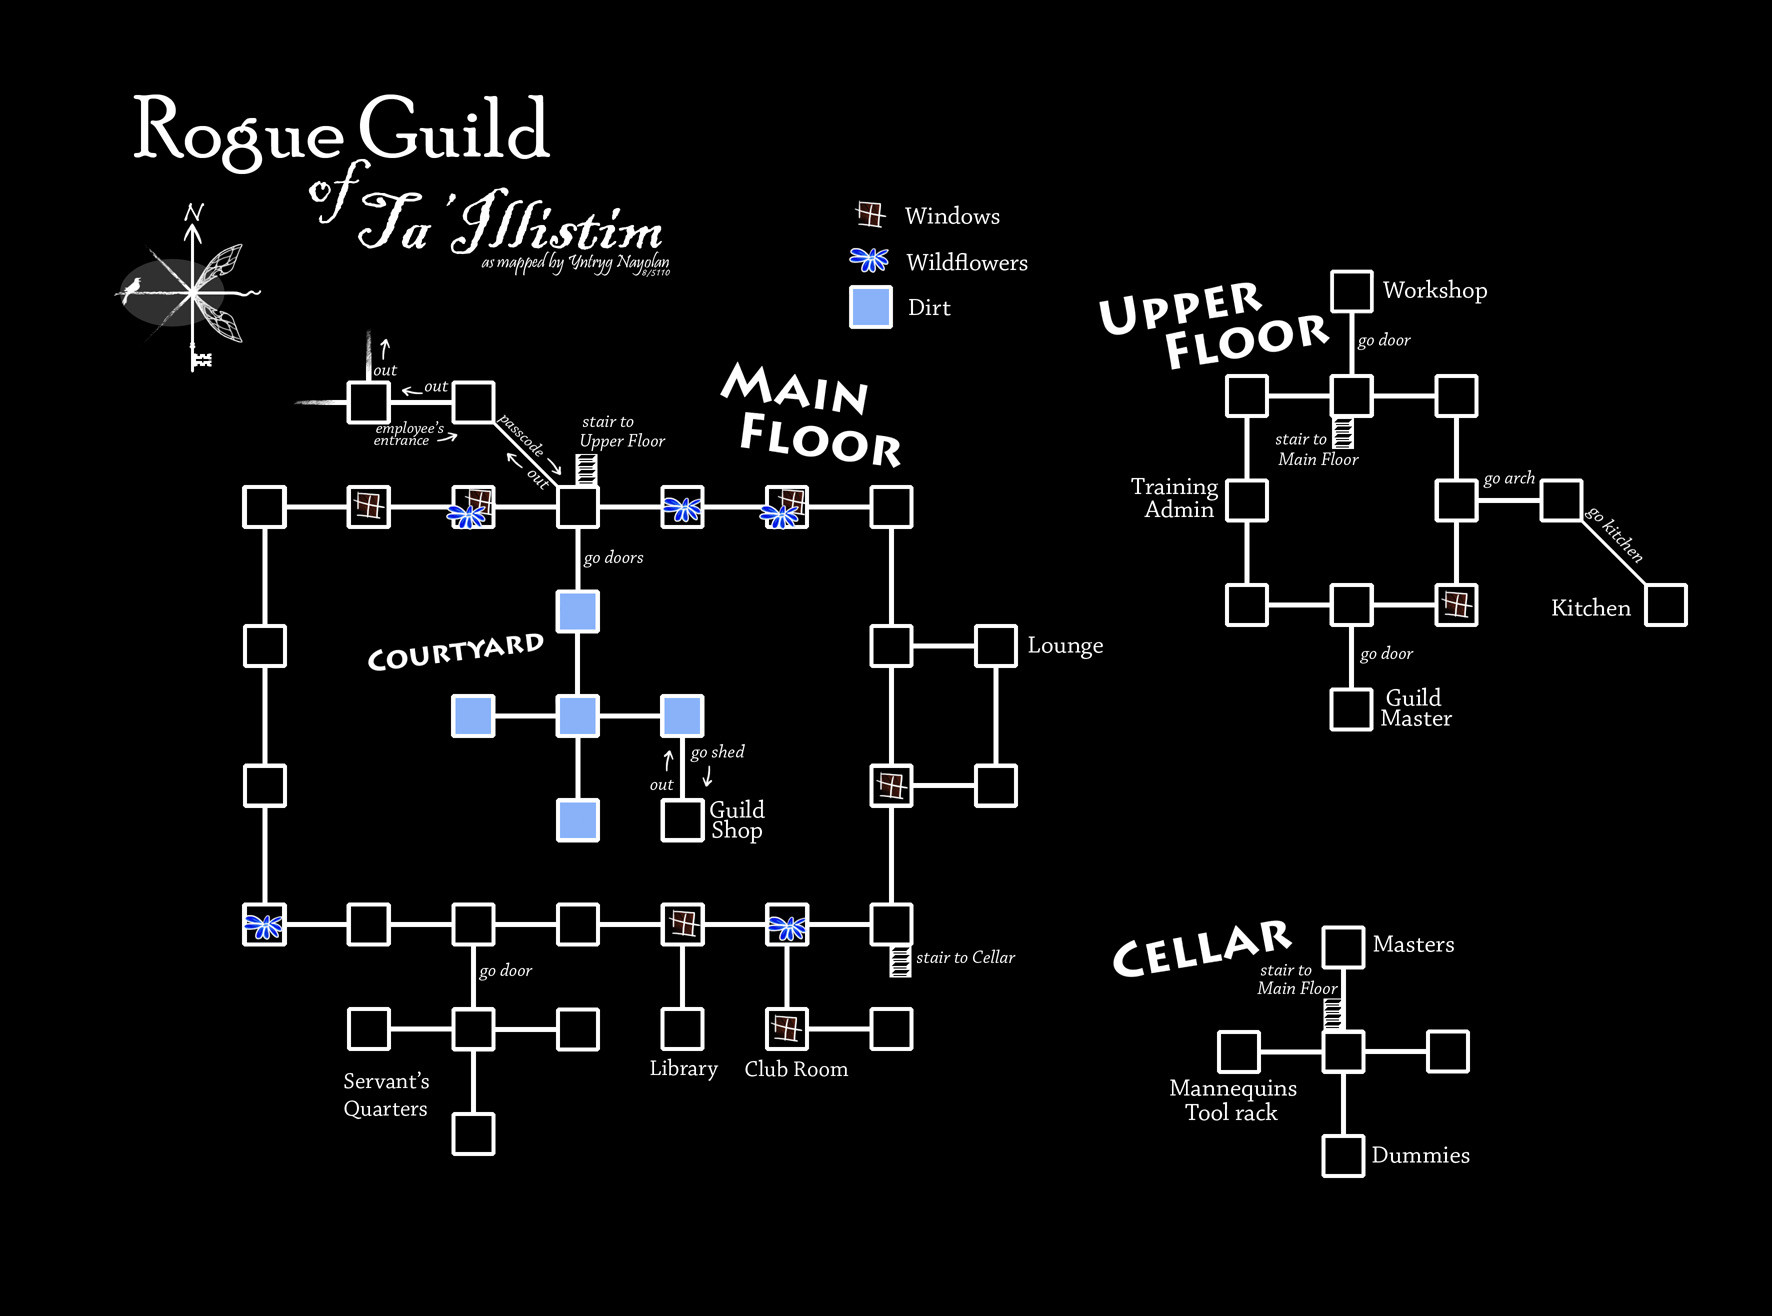 Rogue Guild
of
Ta'Illistim
as mapped by Yntryg Nayolan
8/5110
N
Windows
Wildflowers
Dirt
Main
Floor
out
out
employee's
entrance
passcode
out
stair to
Upper Floor
go doors
Courtyard
go shed
out
Guild
Shop
Lounge
stair to Cellar
go door
Servant's
Quarters
Library
Club Room
Upper
Floor
Workshop
go door
stair to
Main Floor
Training
Admin
go arch
go kitchen
Kitchen
go door
Guild
Master
Cellar
Masters
stair to
Main Floor
Mannequins
Tool rack
Dummies